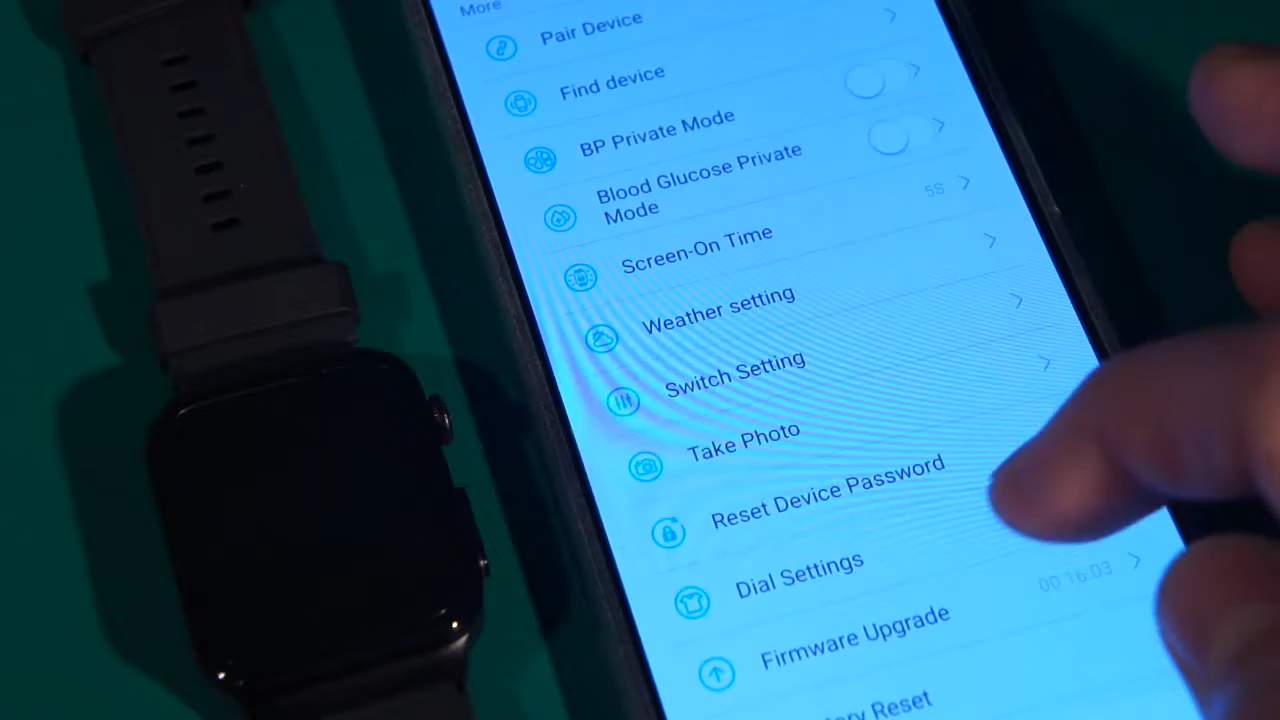 More
Pair Device
Find device
BP Private Mode
Blood Glucose Private
Mode
Screen-On Time 5S
Weather setting
Switch Setting
Take Photo
Reset Device Password
Dial Settings
Firmware Upgrade 00.16.03
Reset